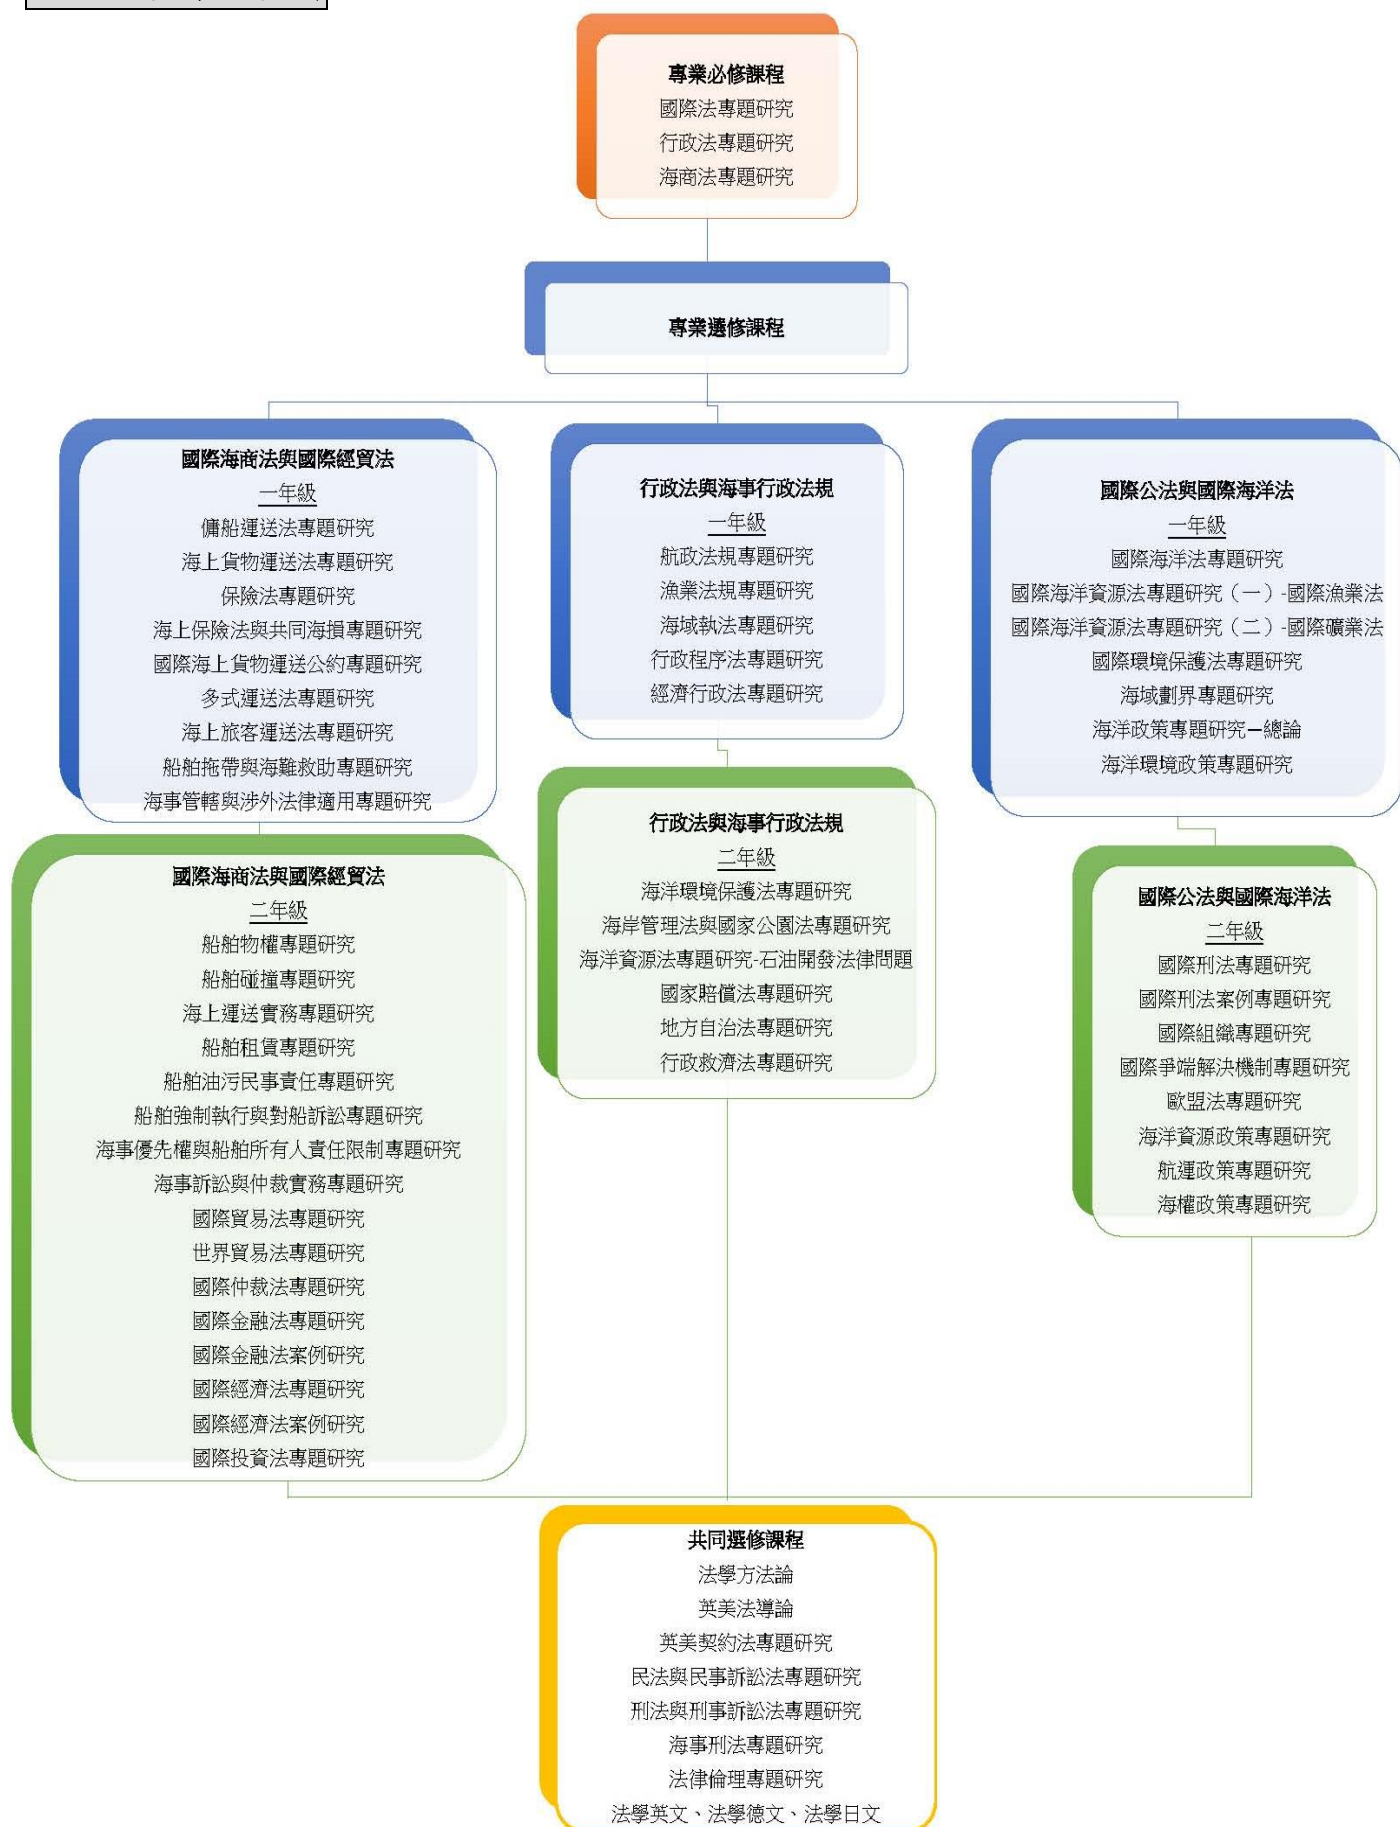 專業必修課程
國際法專題研究
行政法專題研究
海商法專題研究
專業選修課程
國際海商法與國際經貿法
一年級
傭船運送法專題研究
海上貨物運送法專題研究
保險法專題研究
海上保險法與共同海損專題研究
國際海上貨物運送公約專題研究
多式運送法專題研究
海上旅客運送法專題研究
船舶拖帶與海難救助專題研究
海事管轄與涉外法律適用專題研究
行政法與海事行政法規
一年級
航政法規專題研究
漁業法規專題研究
海域執法專題研究
行政程序法專題研究
經濟行政法專題研究
國際公法與國際海洋法
一年級
國際海洋法專題研究
國際海洋資源法專題研究（一）-國際漁業法
國際海洋資源法專題研究（二）-國際礦業法
國際環境保護法專題研究
海域劃界專題研究
海洋政策專題研究－總論
海洋環境政策專題研究
國際海商法與國際經貿法
二年級
船舶物權專題研究
船舶碰撞專題研究
海上運送實務專題研究
船舶租賃專題研究
船舶油污民事責任專題研究
船舶強制執行與對船訴訟專題研究
海事優先權與船舶所有人責任限制專題研究
海事訴訟與仲裁實務專題研究
國際貿易法專題研究
世界貿易法專題研究
國際仲裁法專題研究
國際金融法專題研究
國際金融法案例研究
國際經濟法專題研究
國際經濟法案例研究
國際投資法專題研究
行政法與海事行政法規
二年級
海洋環境保護法專題研究
海岸管理法與國家公園法專題研究
海洋資源法專題研究-石油開發法律問題
國家賠償法專題研究
地方自治法專題研究
行政救濟法專題研究
國際公法與國際海洋法
二年級
國際刑法專題研究
國際刑法案例專題研究
國際組織專題研究
國際爭端解決機制專題研究
歐盟法專題研究
海洋資源政策專題研究
航運政策專題研究
海權政策專題研究
共同選修課程
法學方法論
英美法導論
英美契約法專題研究
民法與民事訴訟法專題研究
刑法與刑事訴訟法專題研究
海事刑法專題研究
法律倫理專題研究
法學英文、法學德文、法學日文